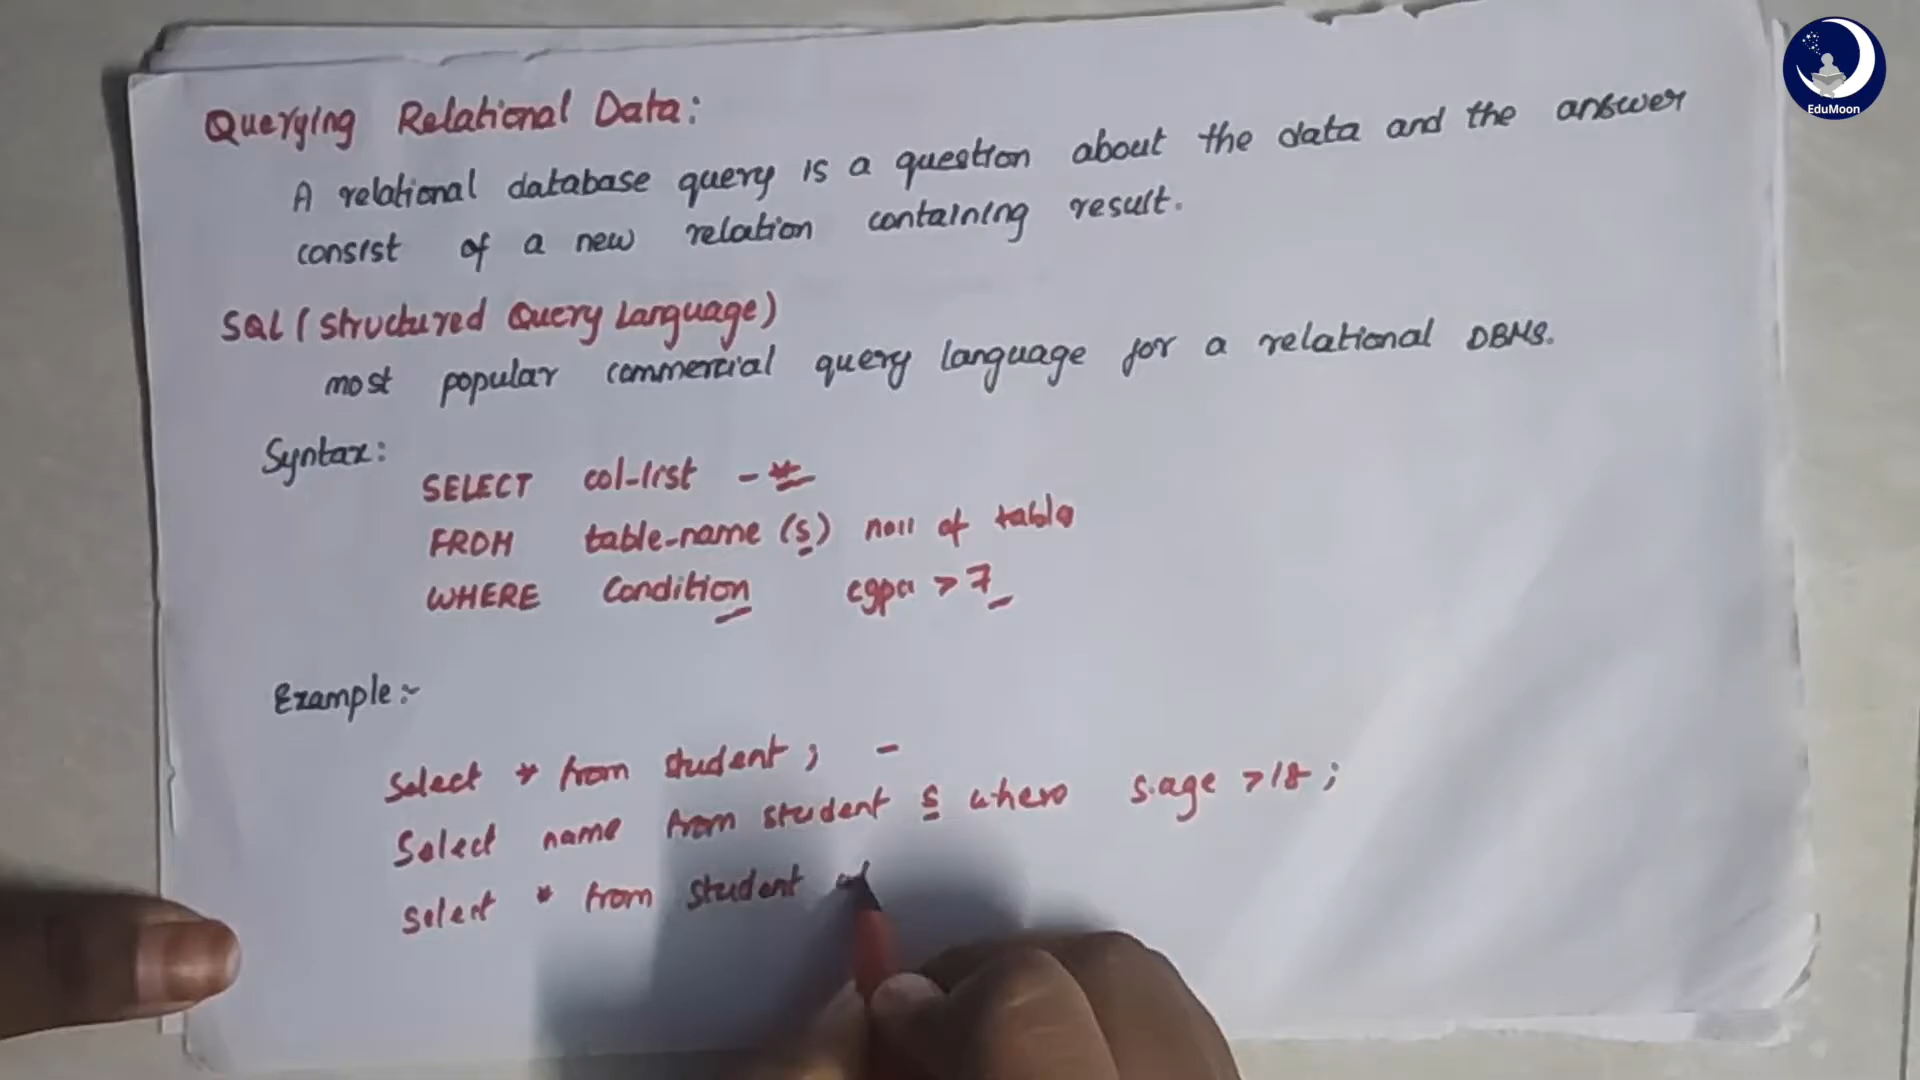 EduMoon
Querying Relational Data:
A relational database query is a question about the data and the answer
consist of a new relation containing result.
SQL (Structured Query Language)
most popular commercial query language for a relational DBMS.
Syntax:
SELECT col-list - *
FROM table-name (s) of table
WHERE Condition cgpa > 7
Example:-
Select * from student ; -
Select name from student s where s.age > 18 ;
Select * from student